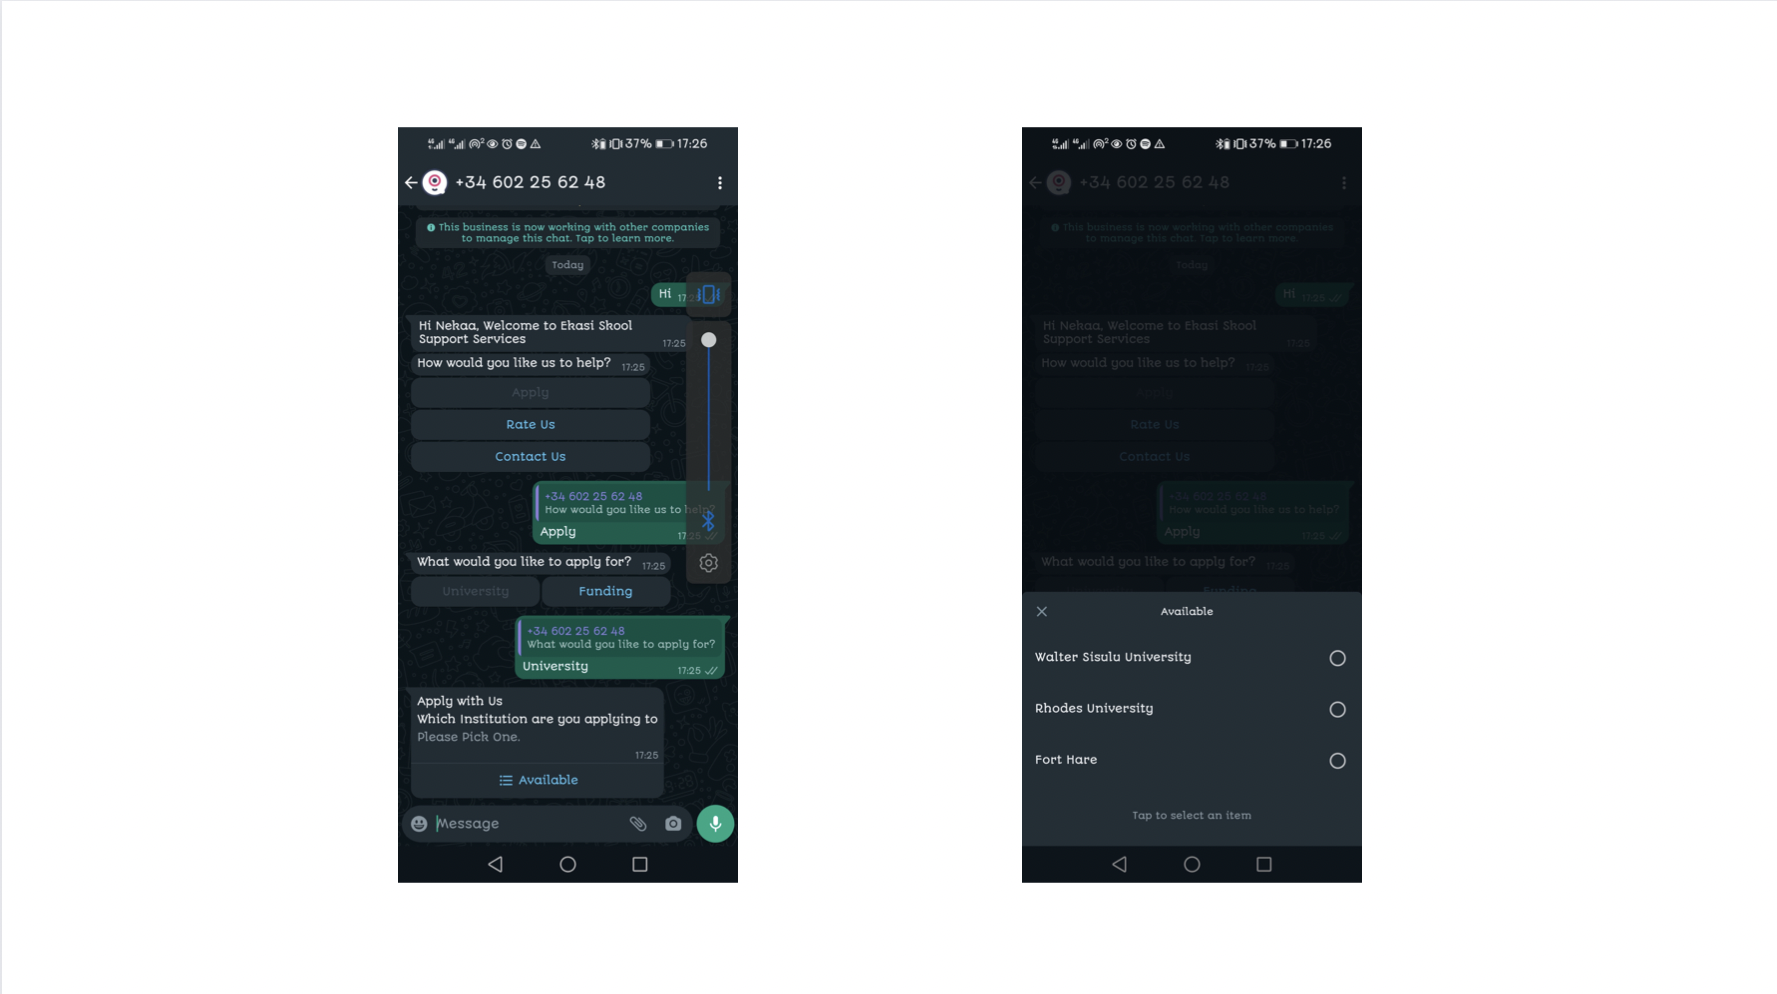 37% 17:26
+34 602 25 62 48
This business is now working with other companies
to manage this chat. Tap to learn more.
Today
Hi 17:25
Hi Nekaa, Welcome to Ekasi Skool
Support Services
17:25
How would you like us to help? 17:25
Apply
Rate Us
Contact Us
+34 602 25 62 48
How would you like us to help?
Apply 17:25
What would you like to apply for? 17:25
University Funding
+34 602 25 62 48
What would you like to apply for?
University 17:25
Apply with Us
Which Institution are you applying to
Please Pick One.
17:25
Available
Message
37% 17:26
+34 602 25 62 48
This business is now working with other companies
to manage this chat. Tap to learn more.
Today
Hi 17:25
Hi Nekaa, Welcome to Ekasi Skool
Support Services
17:25
How would you like us to help? 17:25
Apply
Rate Us
Contact Us
+34 602 25 62 48
How would you like us to help?
Apply 17:25
What would you like to apply for? 17:25
Funding
Available
Walter Sisulu University
Rhodes University
Fort Hare
Tap to select an item